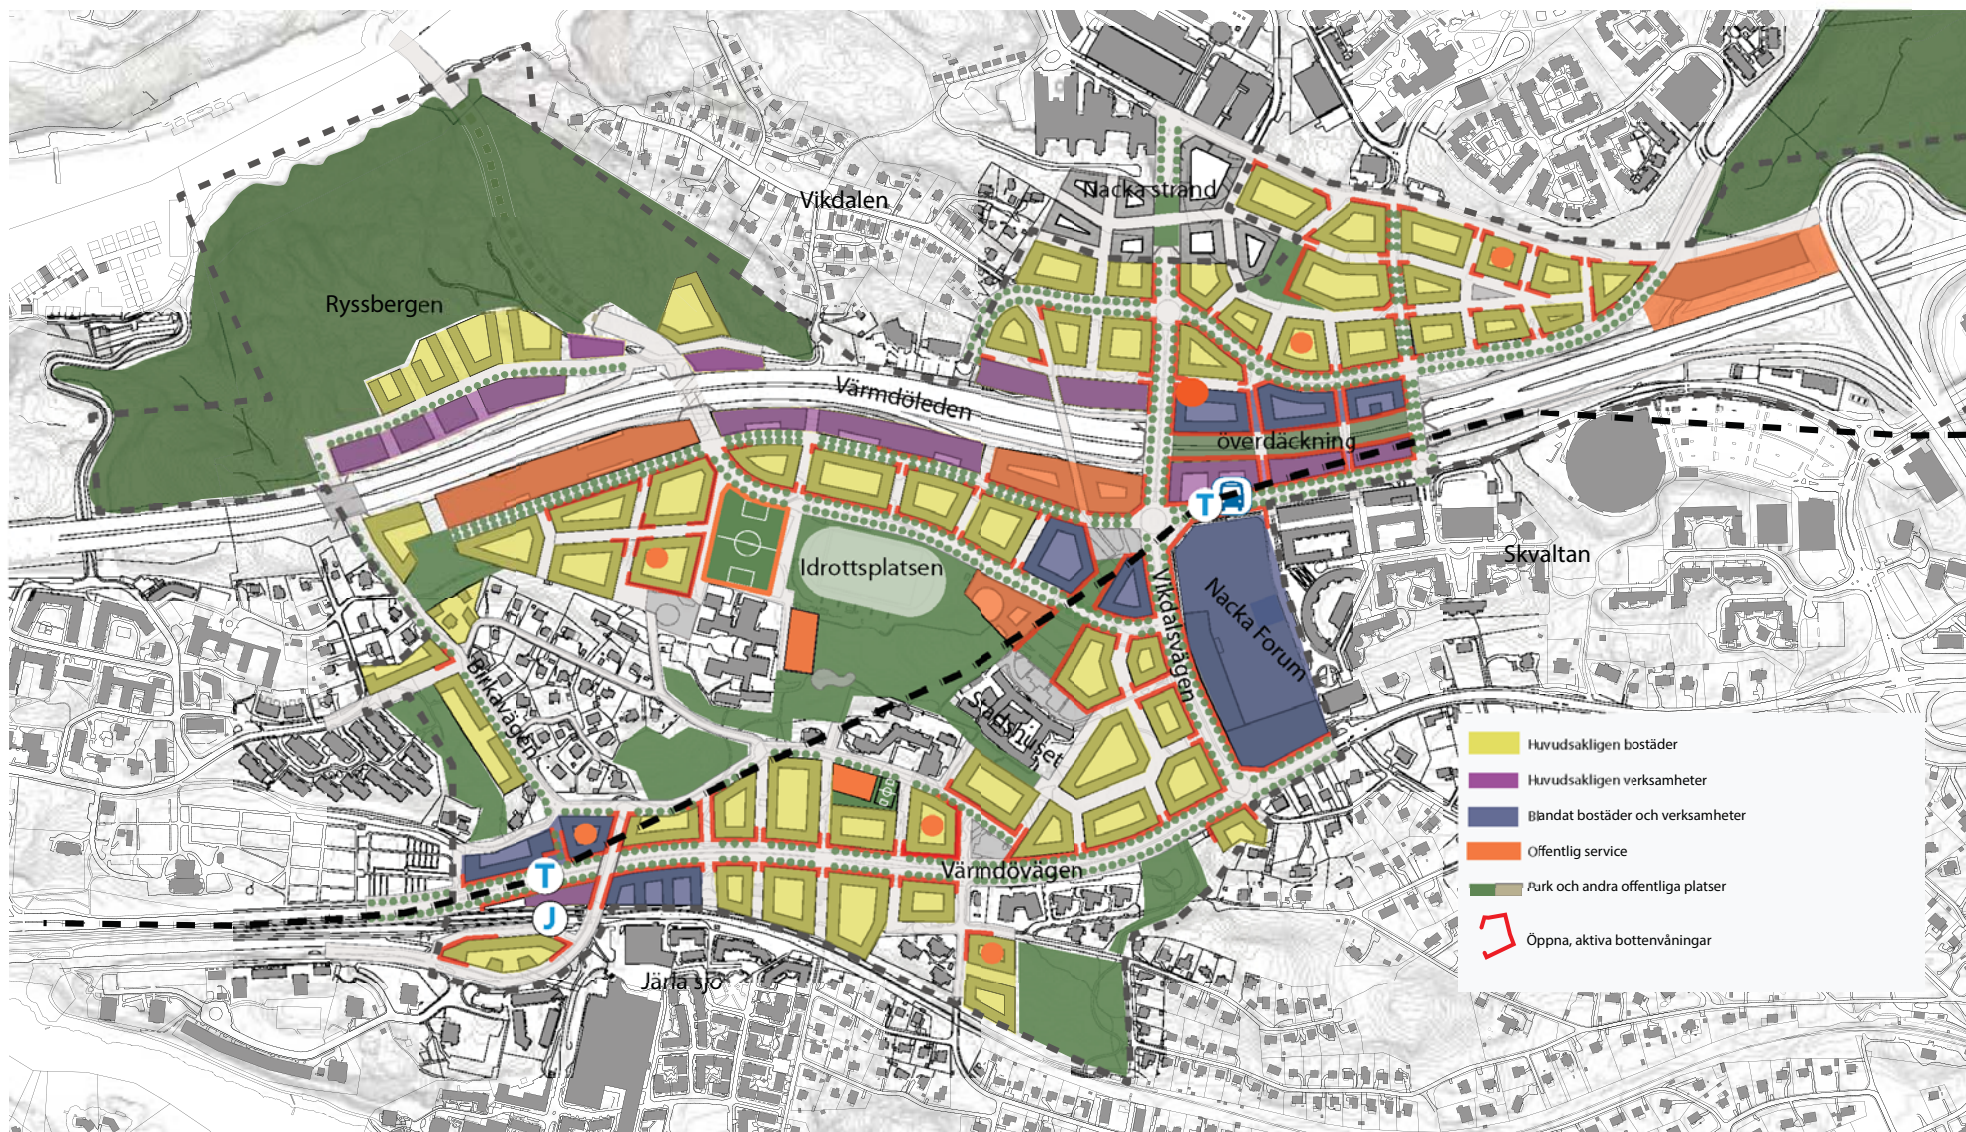 Nacka strand
Vikdalen
Ryssbergen
Värmdöleden
överdäckning
T
Skvaltan
Idrottsplatsen
Vikdalsvägen
Nacka Forum
Birkavägen
Stadshuset
Huvudsakligen bostäder
Huvudsakligen verksamheter
Blandat bostäder och verksamheter
Offentlig service
Park och andra offentliga platser
Öppna, aktiva bottenvåningar
T
Värmdövägen
J
Järla sjö